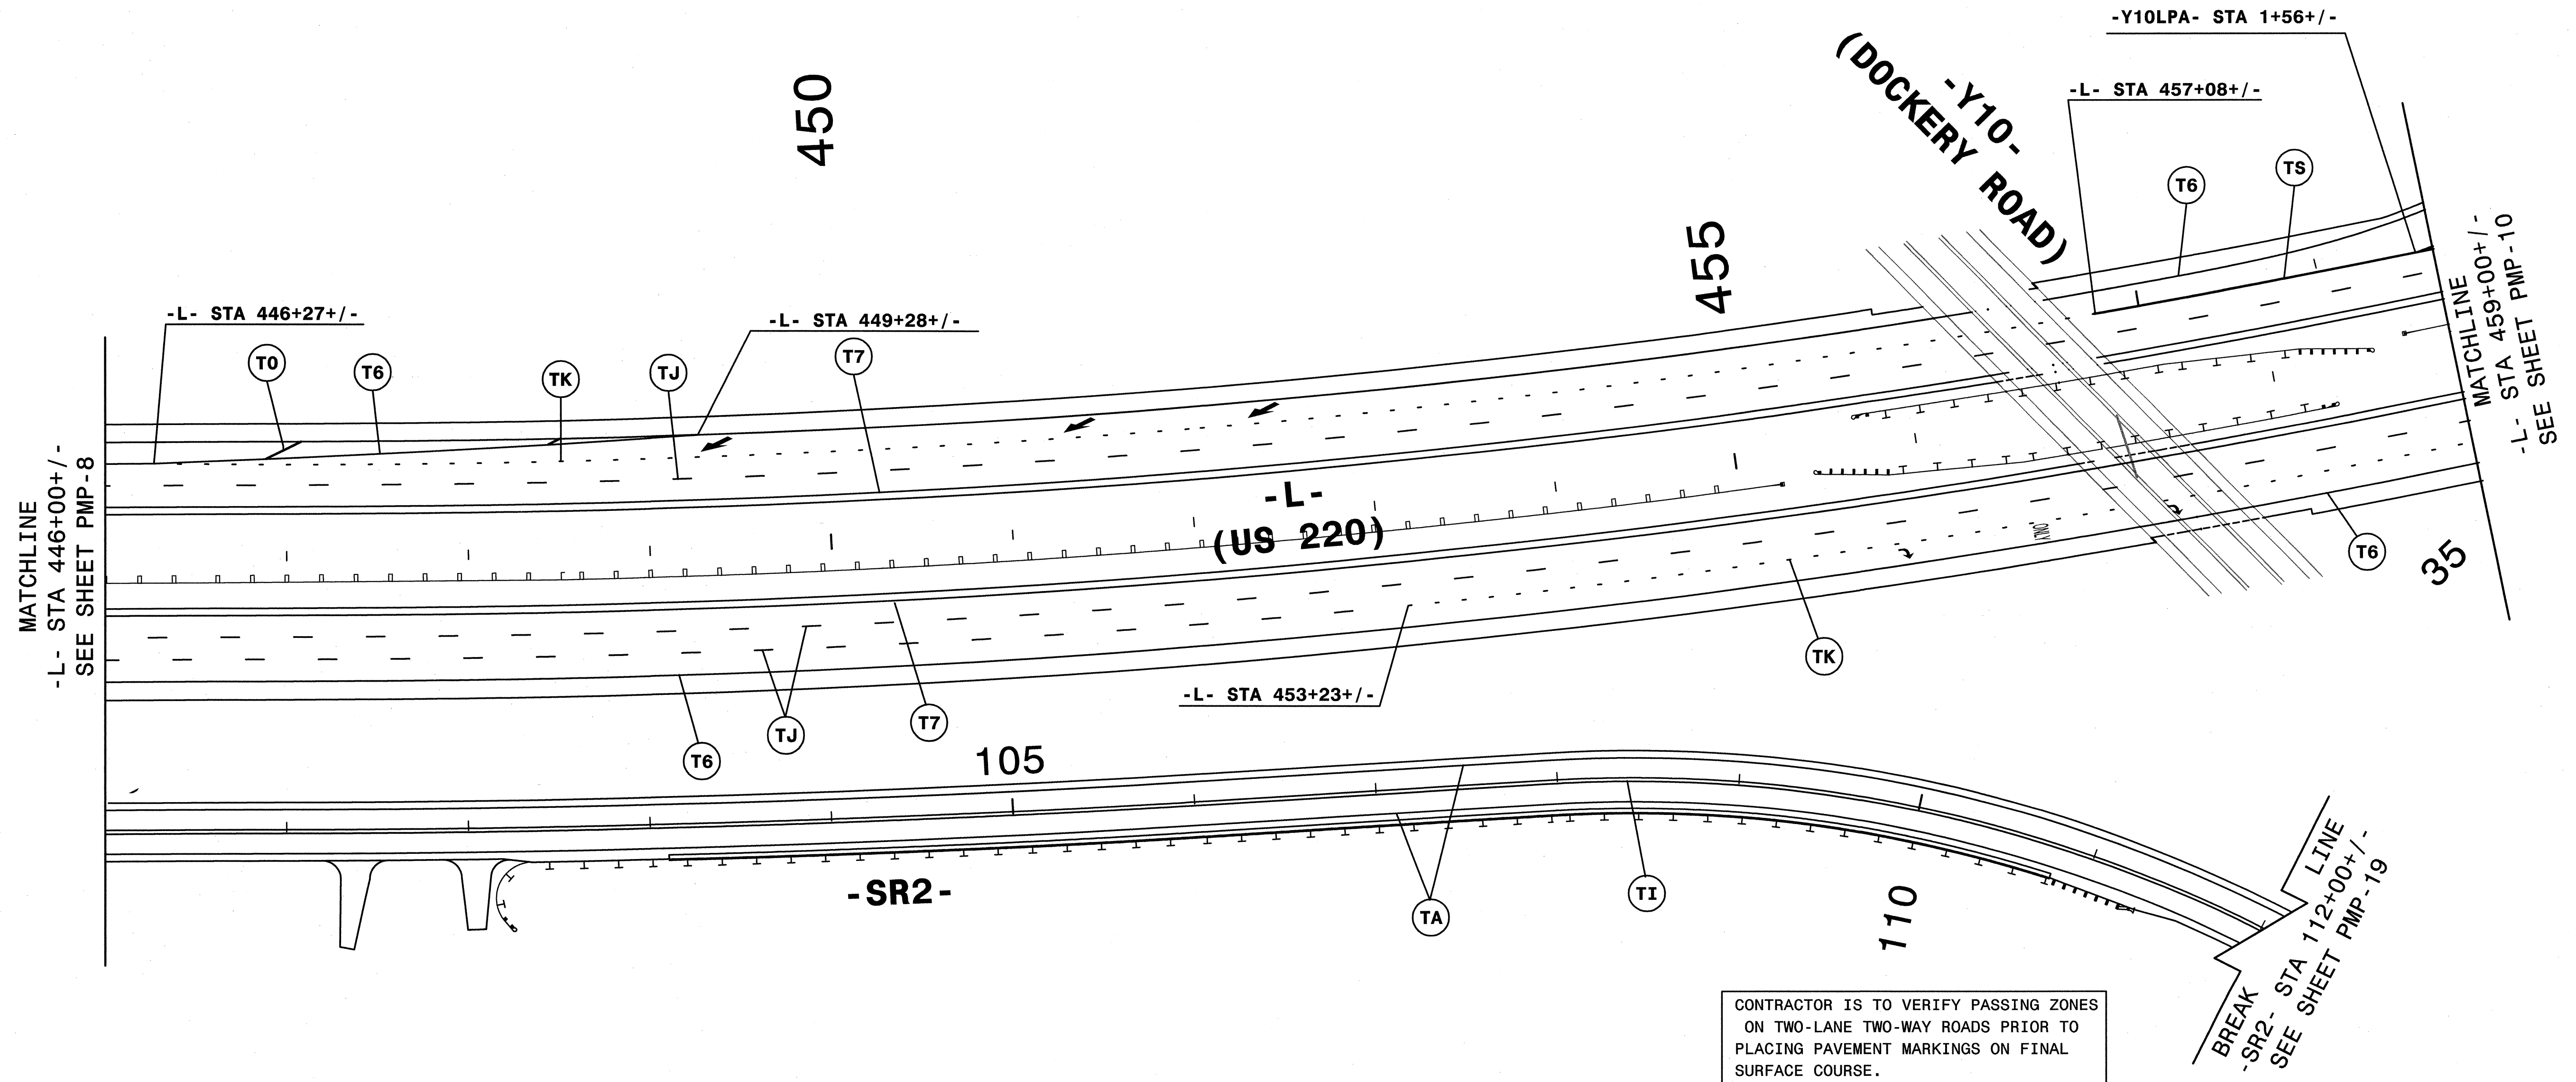 -Y10LPA- STA 1+56+/-
-L- STA 457+08+/-
-Y10-
(DOCKERY ROAD)
450
455
T6
TS
-L- STA 446+27+/-
-L- STA 449+28+/-
T0
T6
TK
TJ
T7
MATCHLINE
-L- STA 446+00+/-
SEE SHEET PMP-8
MATCHLINE
-L- STA 459+00+/-
SEE SHEET PMP-10
-L-
(US 220)
ONLY
T6
35
TK
-L- STA 453+23+/-
T6
TJ
T7
105
-SR2-
TA
TI
110
BREAK LINE
-SR2- STA 112+00+/-
SEE SHEET PMP-19
CONTRACTOR IS TO VERIFY PASSING ZONES
ON TWO-LANE TWO-WAY ROADS PRIOR TO
PLACING PAVEMENT MARKINGS ON FINAL
SURFACE COURSE.